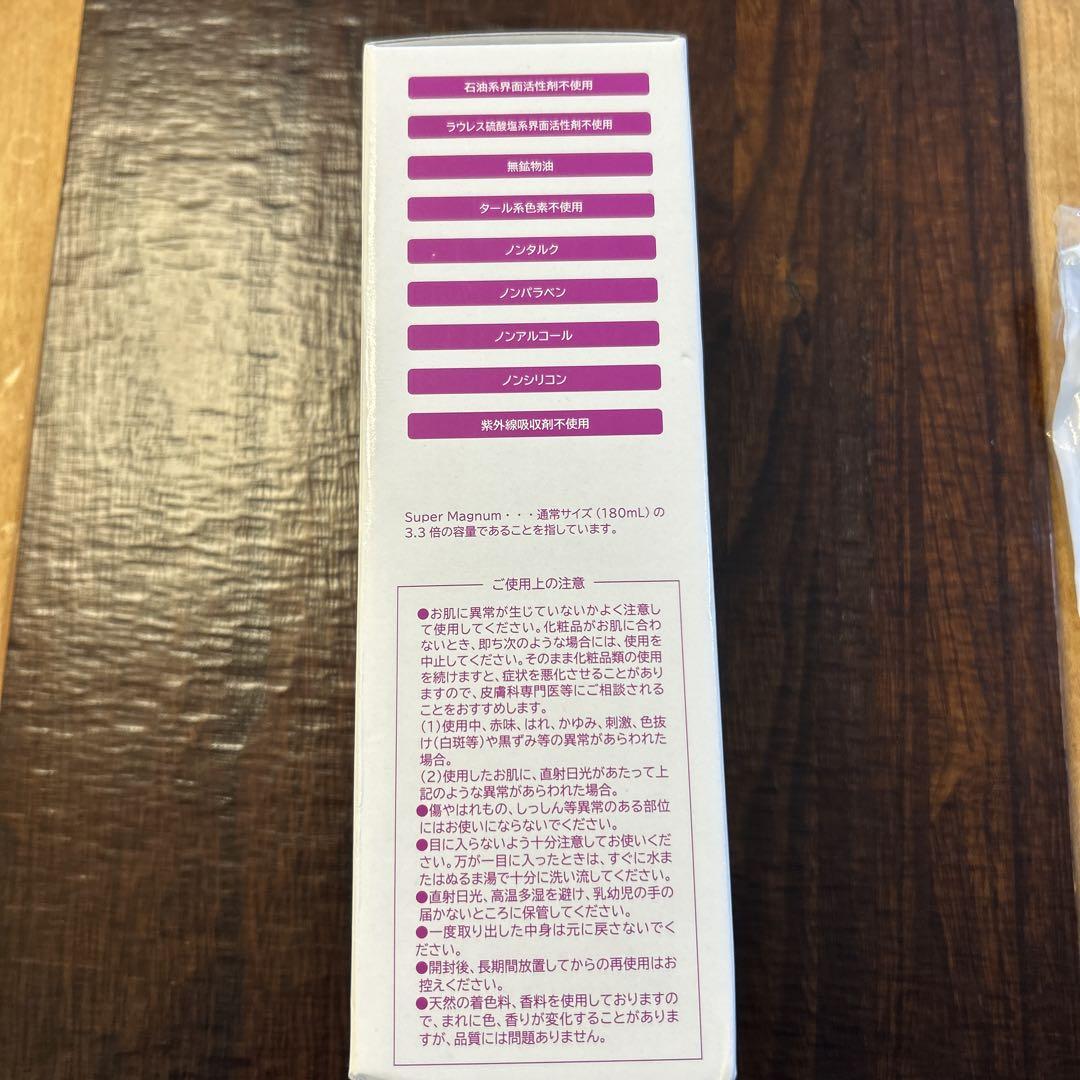 石油系界面活性剤不使用
ラウレス硫酸塩系界面活性剤不使用
無鉱物油
タール系色素不使用
ノンタルク
ノンパラベン
ノンアルコール
ノンシリコン
紫外線吸収剤不使用
Super Magnum・・・通常サイズ（180mL）の
3.3 倍の容量であることを指しています。
ご使用上の注意
●お肌に異常が生じていないかよく注意し
て使用してください。化粧品がお肌に合わ
ないとき、即ち次のような場合には、使用を
中止してください。そのまま化粧品類の使用
を続けますと、症状を悪化させることがあり
ますので、皮膚科専門医等にご相談される
ことをおすすめします。
（1）使用中、赤味、はれ、かゆみ、刺激、色抜
け（白斑等）や黒ずみ等の異常があらわれた
場合。
（2）使用したお肌に、直射日光があたって上
記のような異常があらわれた場合。
●傷やはれもの、しっしん等異常のある部位
にはお使いにならないでください。
●目に入らないよう十分注意してお使いくだ
さい。万が一目に入ったときは、すぐに水ま
たはぬるま湯で十分に洗い流してください。
●直射日光、高温多湿を避け、乳幼児の手の
届かないところに保管してください。
●一度取り出した中身は元に戻さないでく
ださい。
●開封後、長期間放置してからの再使用はお
控えください。
●天然の着色料、香料を使用しておりますの
で、まれに色、香りが変化することがありま
すが、品質には問題ありません。